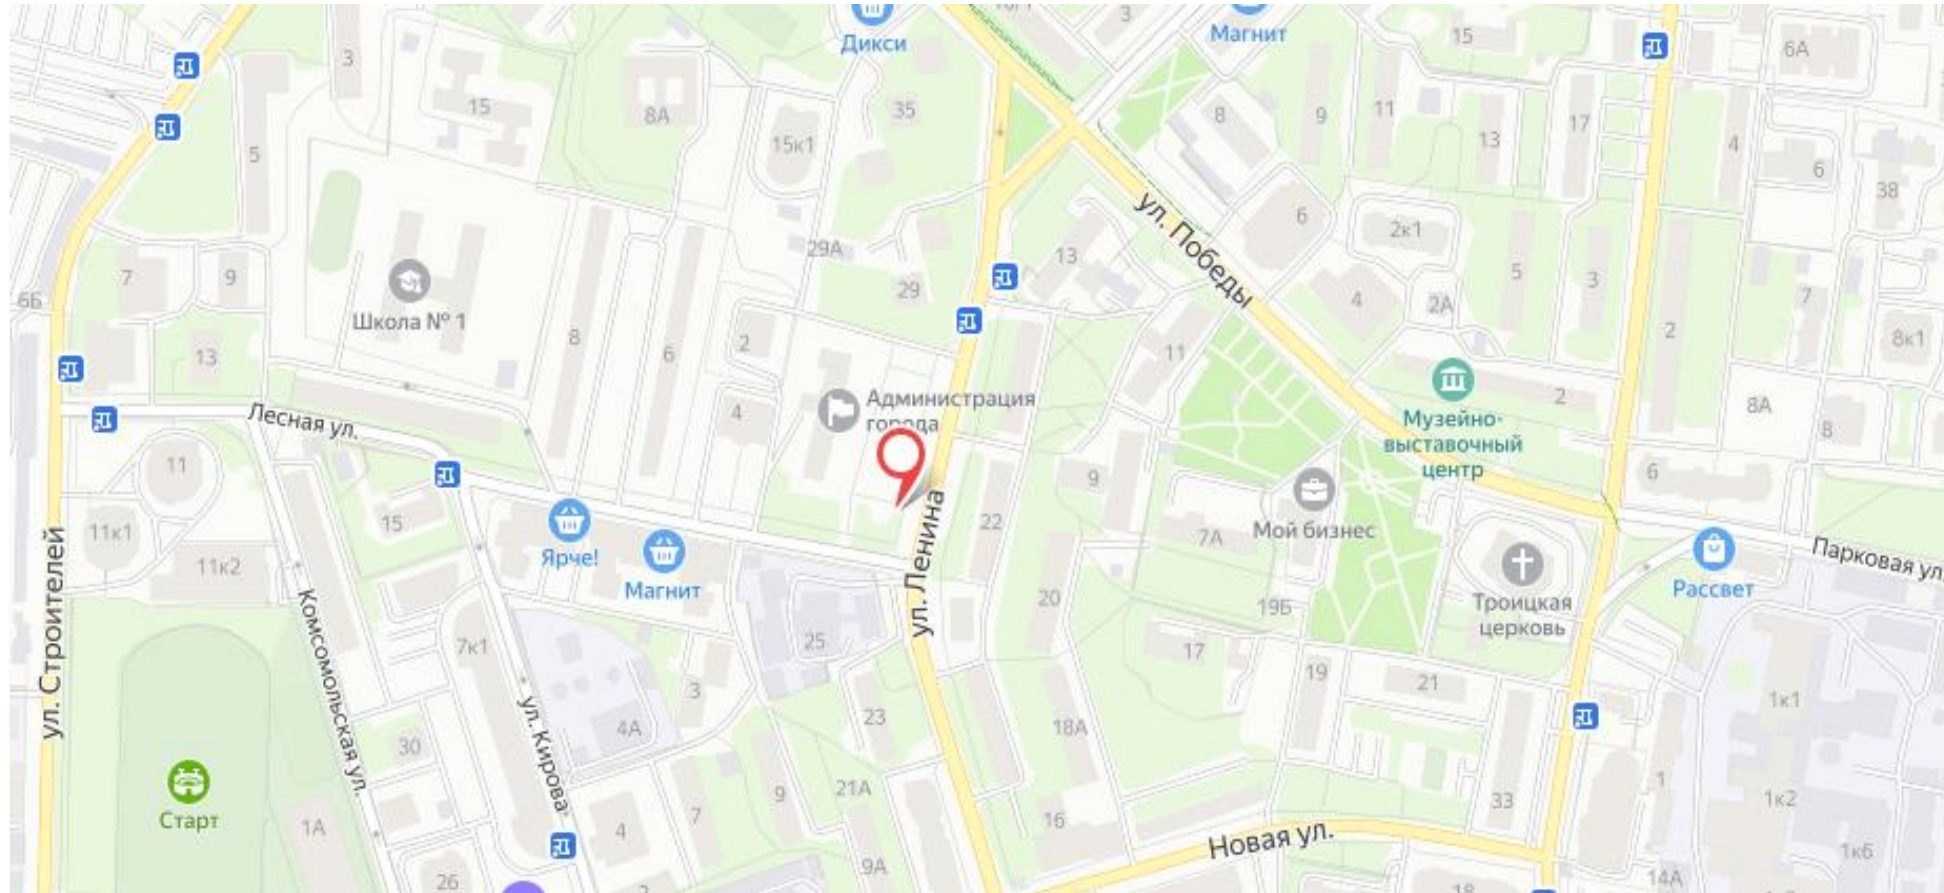 3
Дикси
3
Магнит
15
6А
15
8А
35
8
9
11
13
17
4
6
38
5
15к1
29А
29
13
ул. Победы
6
2к1
5
3
7
9
6Б
Школа № 1
8
6
2
4
2А
7
2
8к1
13
11
Администрация
города
Музейно-
выставочный
центр
2
8А
8
Лесная ул.
4
11
15
9
22
6
Мой бизнес
7А
11к1
11к2
Ярче!
Магнит
ул. Ленина
20
19Б
Троицкая
церковь
Рассвет
Парковая ул.
ул. Строителей
Комсомольская ул.
7к1
25
17
19
21
3
1к1
ул. Кирова
4А
23
18А
30
Старт
1А
9
21А
7
4
16
33
1
1к2
Новая ул.
1к6
26
9А
2
18
14А